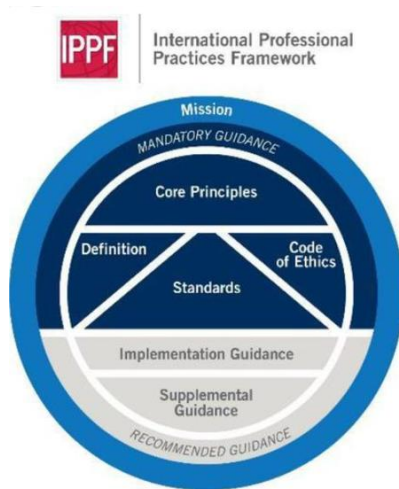 IPPF
International Professional
Practices Framework
Mission
MANDATORY GUIDANCE
Core Principles
Definition
Code
of Ethics
Standards
Implementation Guidance
Supplemental
Guidance
RECOMMENDED GUIDANCE